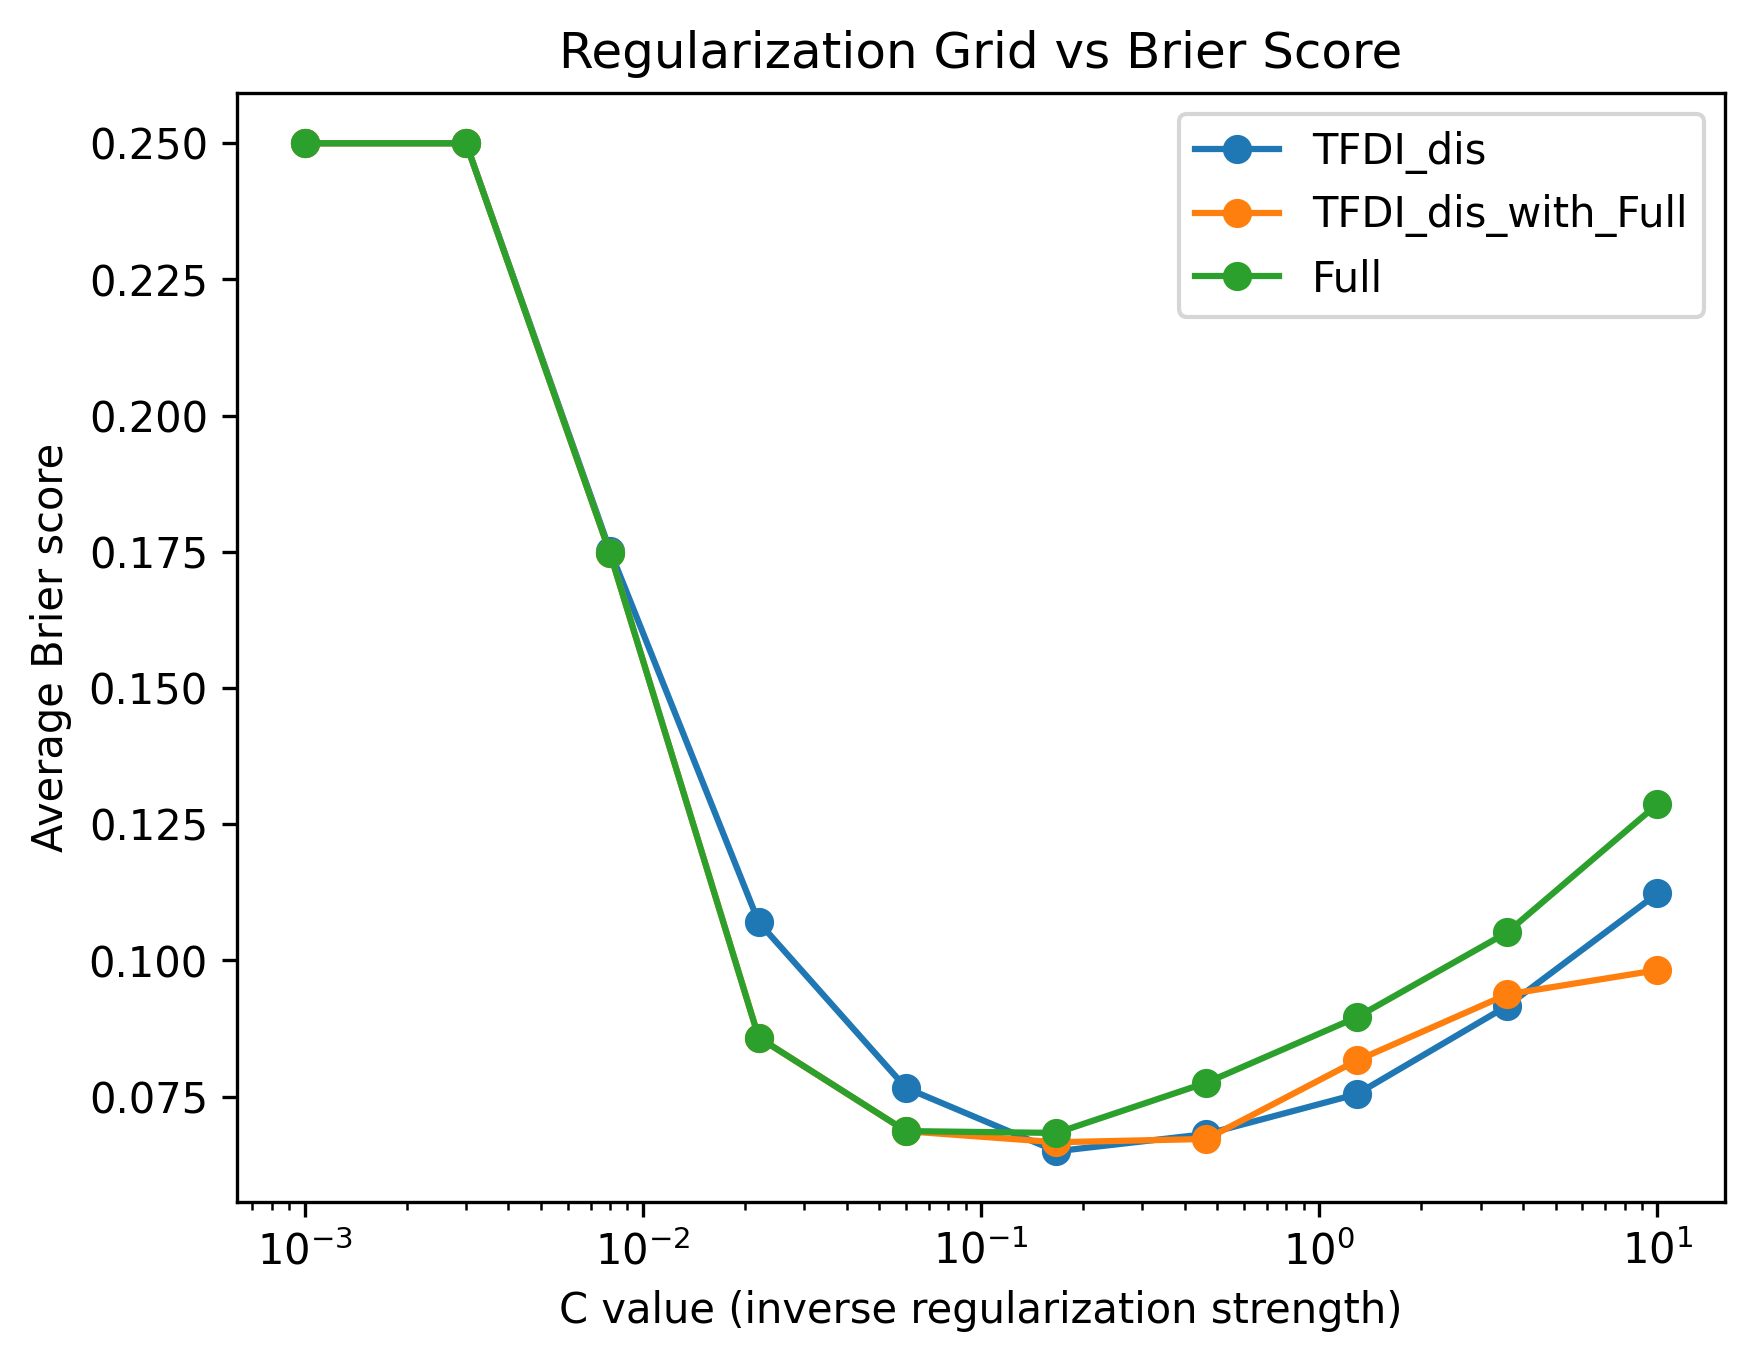 Regularization Grid vs Brier Score
TFDI_dis
TFDI_dis_with_Full
Full
Average Brier score
0.250
0.225
0.200
0.175
0.150
0.125
0.100
0.075
10⁻³ 10⁻² 10⁻¹ 10⁰ 10¹
C value (inverse regularization strength)